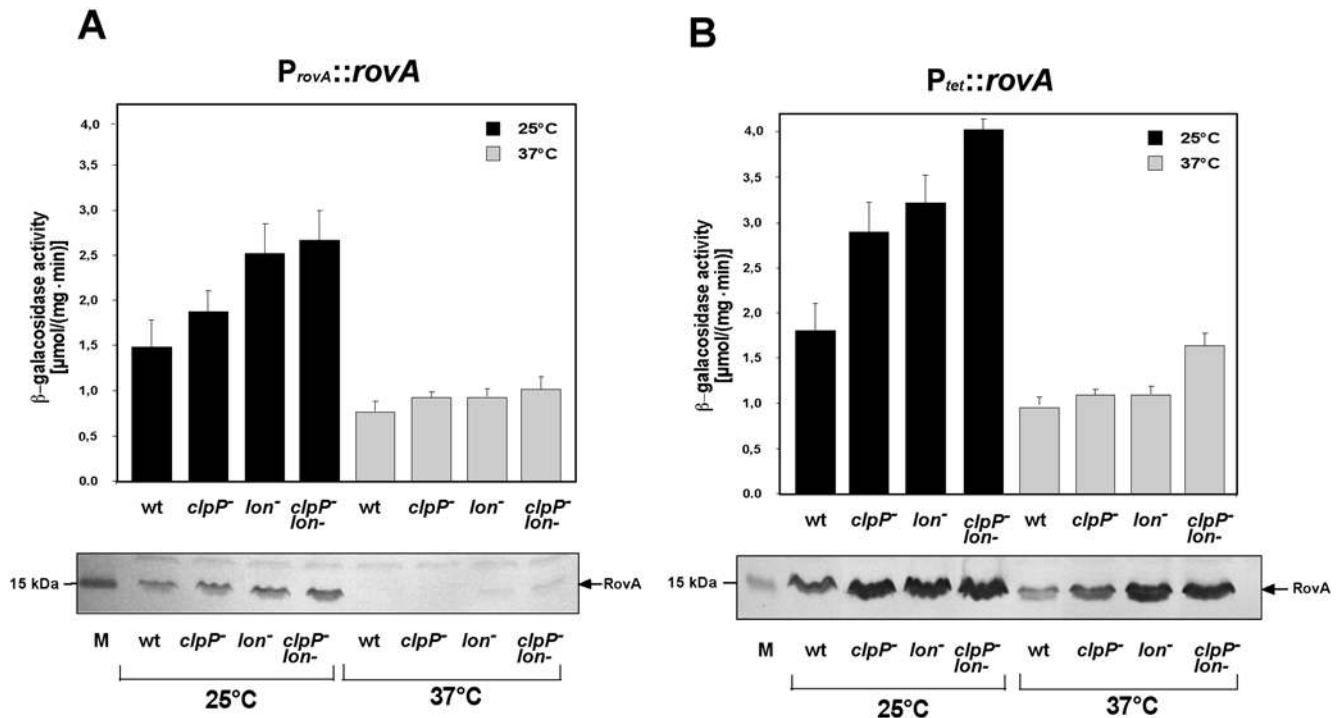 A
P rovA::rovA
4,0
3,5
3,0
2,5
2,0
1,5
1,0
0,5
0.0
β–galacosidase activity
[µmol/(mg·min)]
25°C
37°C
wt clpP⁻ lon⁻ clpP⁻ lon- wt clpP⁻ lon⁻ clpP⁻ lon-
15 kDa
RovA
M wt clpP⁻ lon⁻ clpP⁻ lon- wt clpP⁻ lon⁻ clpP⁻ lon-
25°C 37°C
B
P tet::rovA
4,0
3,5
3,0
2,5
2,0
1,5
1,0
0,5
0.0
β–galacosidase activity
[µmol/(mg·min)]
25°C
37°C
wt clpP⁻ lon⁻ clpP⁻ lon- wt clpP⁻ lon⁻ clpP⁻ lon-
15 kDa
RovA
M wt clpP⁻ lon⁻ clpP⁻ lon- wt clpP⁻ lon⁻ clpP⁻ lon-
25°C 37°C